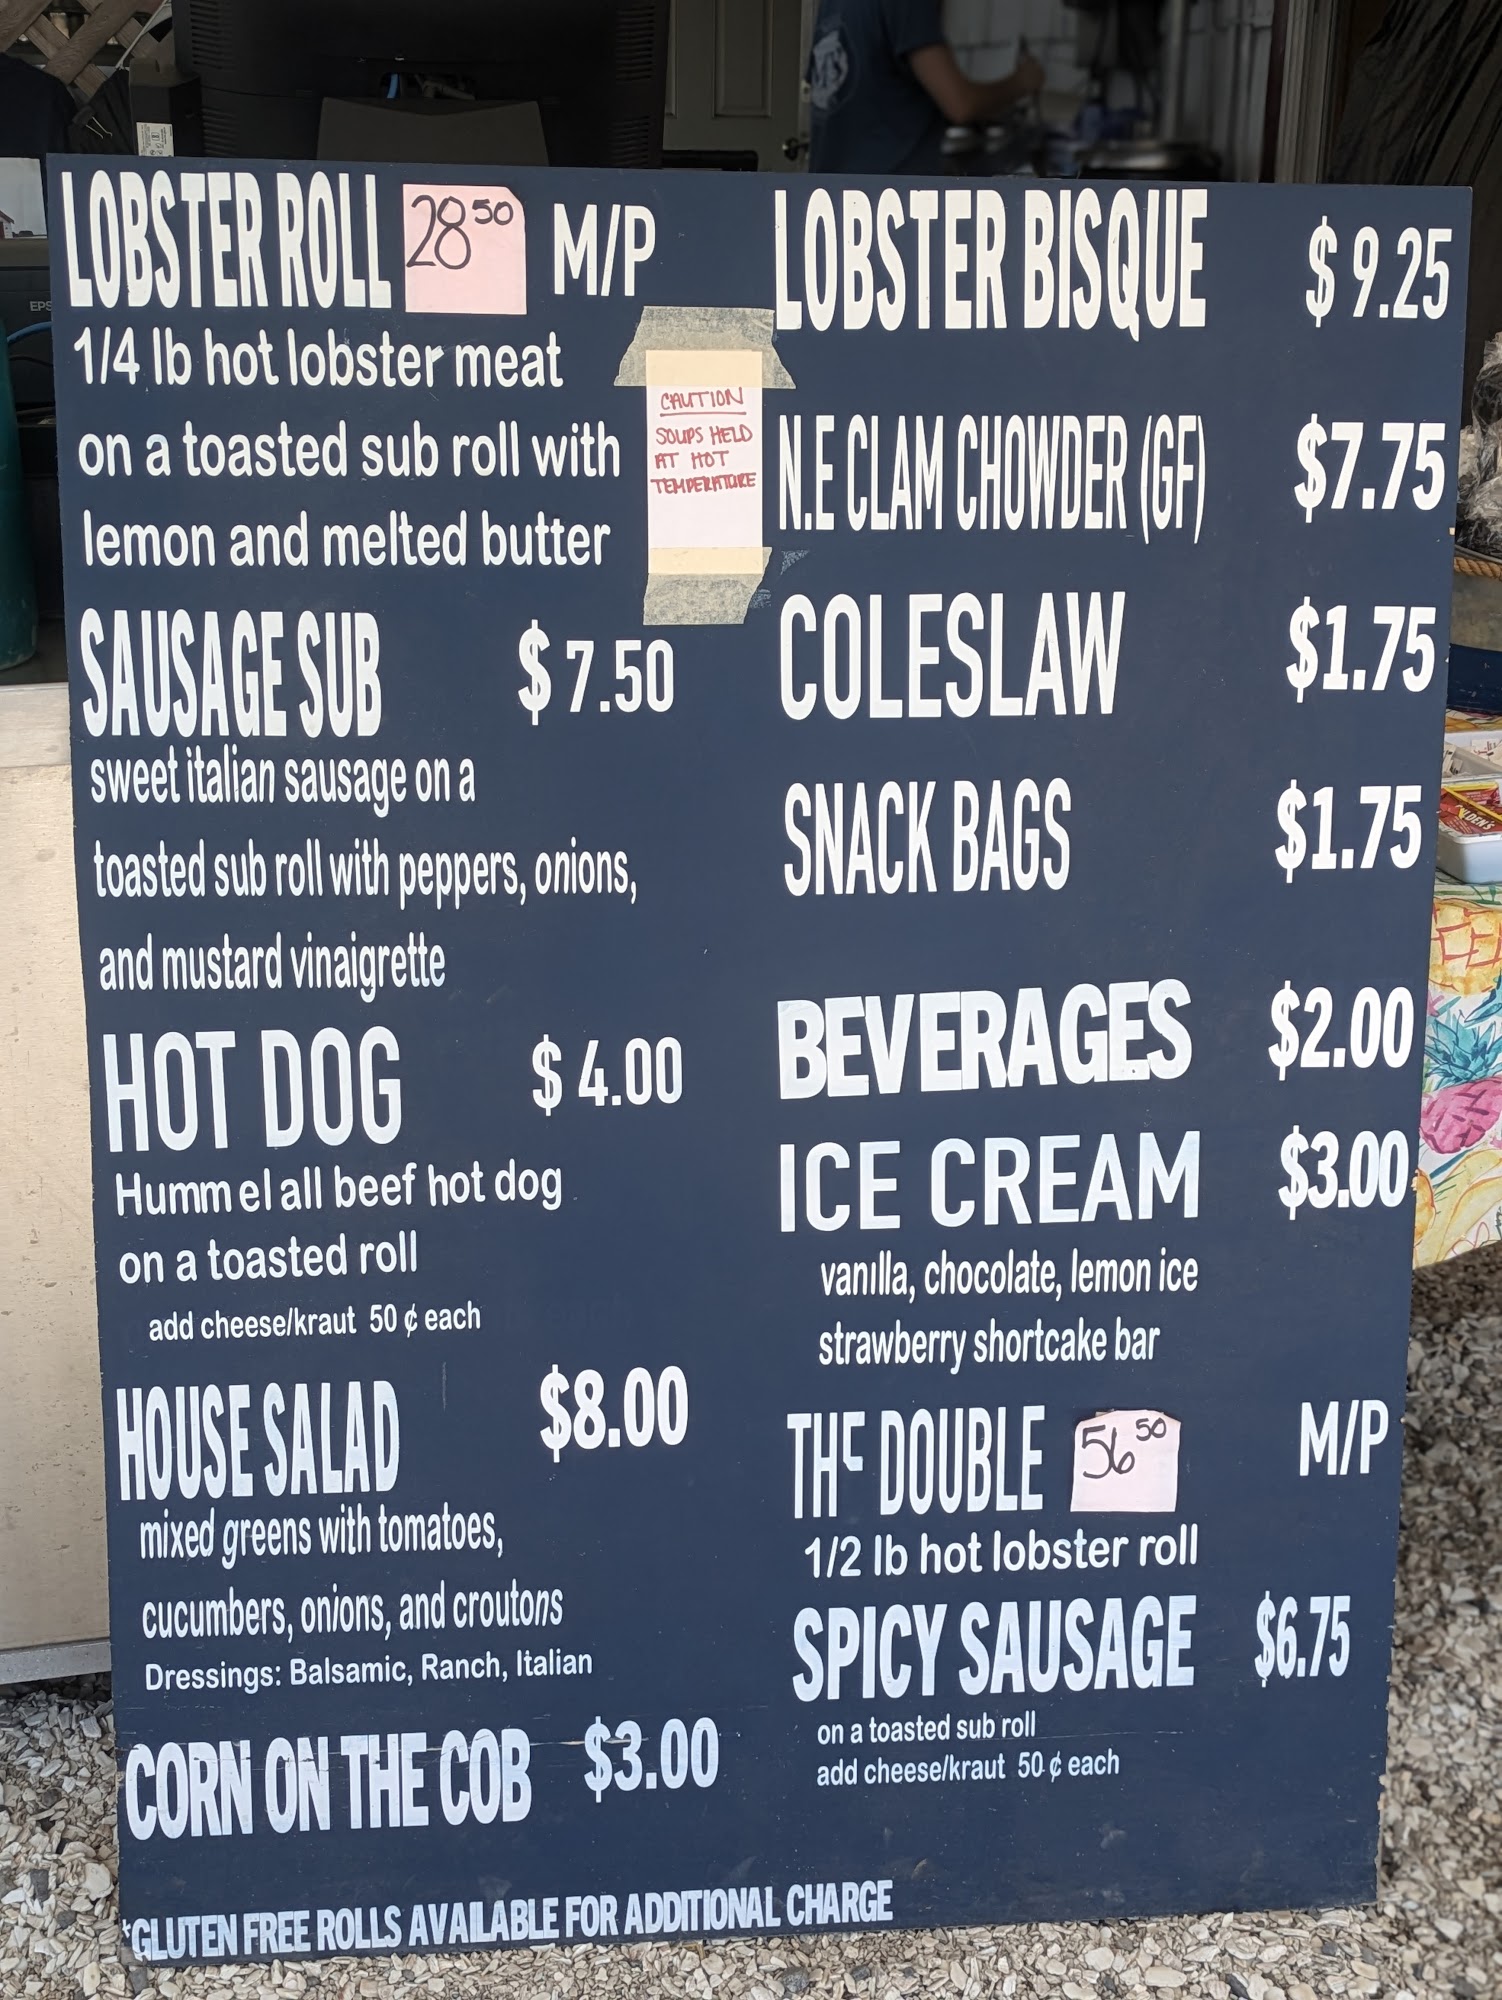 LOBSTER ROLL 28 50 M/P
1/4 lb hot lobster meat
on a toasted sub roll with
lemon and melted butter
SAUSAGE SUB $ 7.50
sweet italian sausage on a
toasted sub roll with peppers, onions,
and mustard vinaigrette
HOT DOG $ 4.00
Hummel all beef hot dog
on a toasted roll
add cheese/kraut 50 ¢ each
HOUSE SALAD $8.00
mixed greens with tomatoes,
cucumbers, onions, and croutons
Dressings: Balsamic, Ranch, Italian
CORN ON THE COB $3.00
*GLUTEN FREE ROLLS AVAILABLE FOR ADDITIONAL CHARGE
CAUTION
SOUPS HELD
AT HOT
TEMPERATURE
LOBSTER BISQUE $ 9.25
N.E CLAM CHOWDER (GF) $7.75
COLESLAW $1.75
SNACK BAGS $1.75
BEVERAGES $2.00
ICE CREAM $3.00
vanilla, chocolate, lemon ice
strawberry shortcake bar
THE DOUBLE 56 50 M/P
1/2 lb hot lobster roll
SPICY SAUSAGE $6.75
on a toasted sub roll
add cheese/kraut 50 ¢ each
EPS